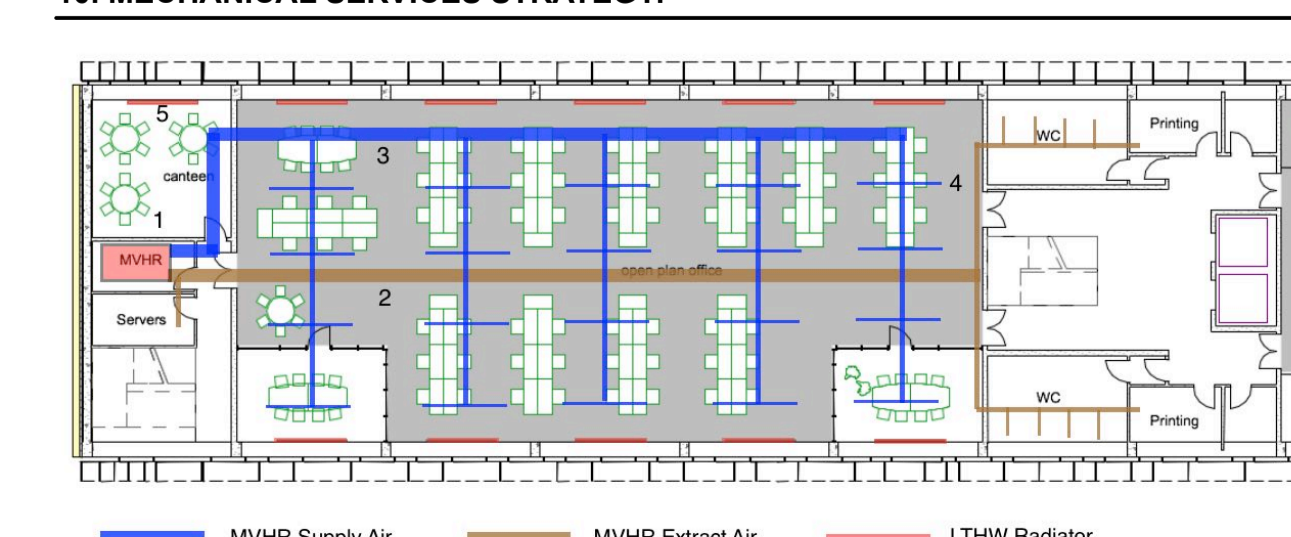 10. MECHANICAL SERVICES STRATEGY.
5
WC
Printing
3
canteen
4
1
MVHR
open plan office
2
Servers
WC
Printing
MVHR Supply Air
MVHR Extract Air
LTHW Radiator